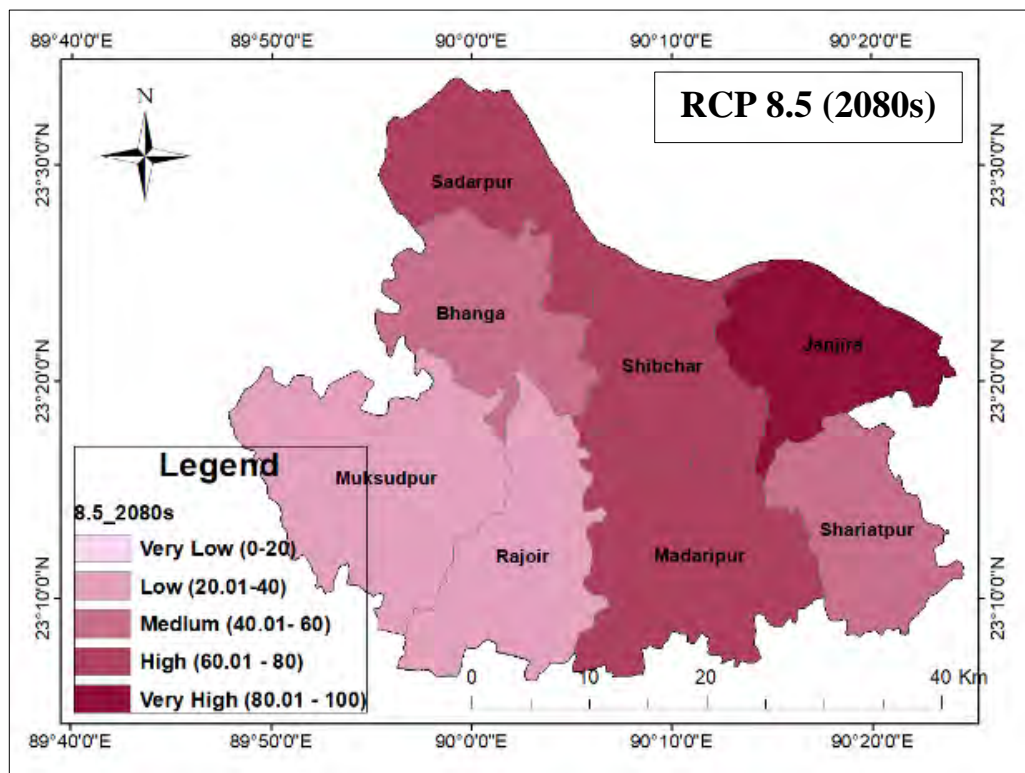 89°40'0"E 89°50'0"E 90°0'0"E 90°10'0"E 90°20'0"E
RCP 8.5 (2080s)
N
23°30'0"N 23°30'0"N
Sadarpur
Bhanga
Janjira
Shibchar
23°20'0"N 23°20'0"N
Legend
Muksudpur
8.5_2080s
Shariatpur
Very Low (0-20)
Rajoir
Madaripur
Low (20.01-40)
23°10'0"N 23°10'0"N
Medium (40.01- 60)
High (60.01 - 80)
0 10 20 40 Km
Very High (80.01 - 100)
89°40'0"E 89°50'0"E 90°0'0"E 90°10'0"E 90°20'0"E